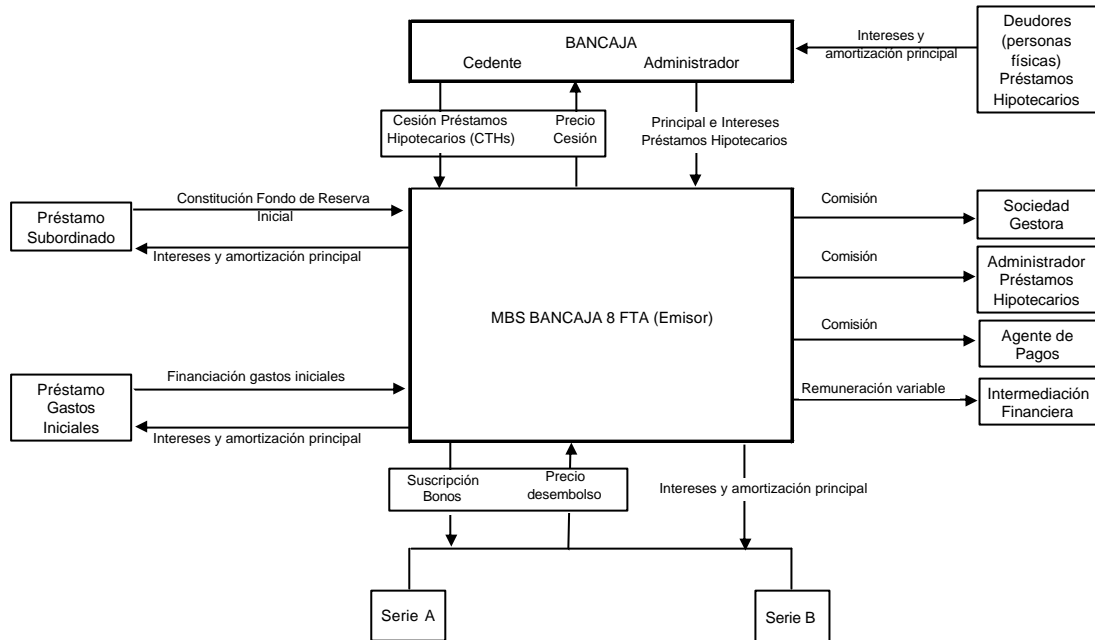 BANCAJA
Cedente
Administrador
Intereses y
amortización principal
Deudores
(personas
físicas)
Préstamos
Hipotecarios
Cesión Préstamos
Hipotecarios (CTHs)
Precio
Cesión
Principal e Intereses
Préstamos Hipotecarios
Préstamo
Subordinado
Constitución Fondo de Reserva
Inicial
Intereses y amortización principal
Comisión
Sociedad
Gestora
Comisión
Administrador
Préstamos
Hipotecarios
MBS BANCAJA 8 FTA (Emisor)
Comisión
Agente de
Pagos
Préstamo
Gastos
Iniciales
Financiación gastos iniciales
Intereses y amortización principal
Remuneración variable
Intermediación
Financiera
Suscripción
Bonos
Precio
desembolso
Intereses y amortización principal
Serie A
Serie B